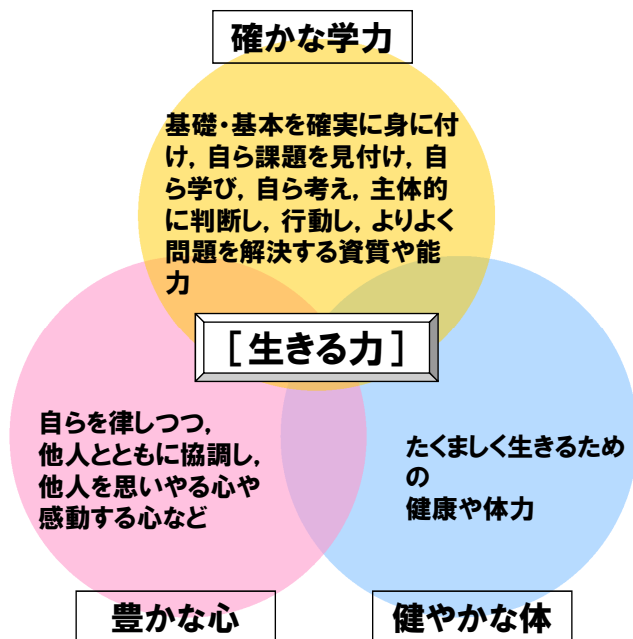 確かな学力
基礎・基本を確実に身に付
け, 自ら課題を見付け, 自
ら学び, 自ら考え, 主体的
に判断し, 行動し, よりよく
問題を解決する資質や能
力
[生きる力]
自らを律しつつ,
他人とともに協調し,
他人を思いやる心や
感動する心など
たくましく生きるため
の
健康や体力
豊かな心
健やかな体